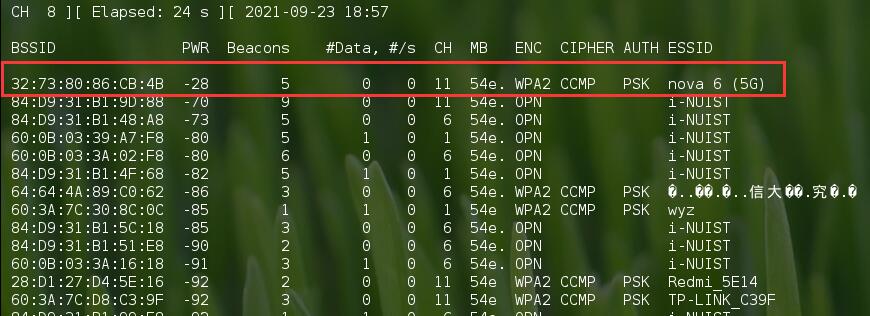 CH 8 ][ Elapsed: 24 s ][ 2021-09-23 18:57
BSSID PWR Beacons #Data, #/s CH MB ENC CIPHER AUTH ESSID
32:73:80:86:CB:4B -28 5 0 0 11 54e. WPA2 CCMP PSK nova 6 (5G)
84:D9:31:B1:9D:88 -70 9 0 0 11 54e. OPN i-NUIST
84:D9:31:B1:48:A8 -73 5 0 0 6 54e. OPN i-NUIST
60:0B:03:39:A7:F8 -80 5 1 0 1 54e. OPN i-NUIST
60:0B:03:3A:02:F8 -80 6 0 0 6 54e. OPN i-NUIST
84:D9:31:B1:4F:68 -82 5 1 0 1 54e. OPN i-NUIST
64:64:4A:89:C0:62 -86 3 0 0 6 54e. WPA2 CCMP PSK �..��.�..信大��.究�.�
60:3A:7C:30:8C:0C -85 1 1 0 1 54e WPA2 CCMP PSK wyz
84:D9:31:B1:5C:18 -85 3 0 0 6 54e. OPN i-NUIST
84:D9:31:B1:51:E8 -90 2 0 0 6 54e. OPN i-NUIST
60:0B:03:3A:16:18 -91 3 1 0 6 54e. OPN i-NUIST
28:D1:27:D4:5E:16 -92 2 0 0 11 54e. WPA2 CCMP PSK Redmi_5E14
60:3A:7C:D8:C3:9F -92 3 0 0 11 54e WPA2 CCMP PSK TP-LINK_C39F